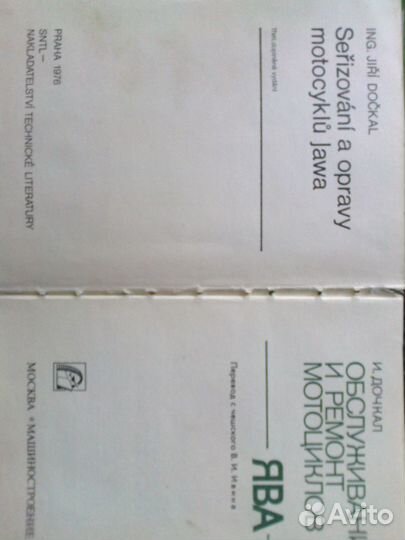 ING. JIŘÍ DOČKAL
Seřizování a opravy
motocyklů Jawa
PRAHA 1976
SNTL –
NAKLADATELSTVÍ TECHNICKÉ LITERATURY
И. ДОЧКАЛ
ОБСЛУЖИВАНИ
И РЕМОНТ
МОТОЦИКЛОВ
ЯВА
Перевод с чешского В. И. Ивина
МОСКВА «МАШИНОСТРОЕНИЕ
Avito